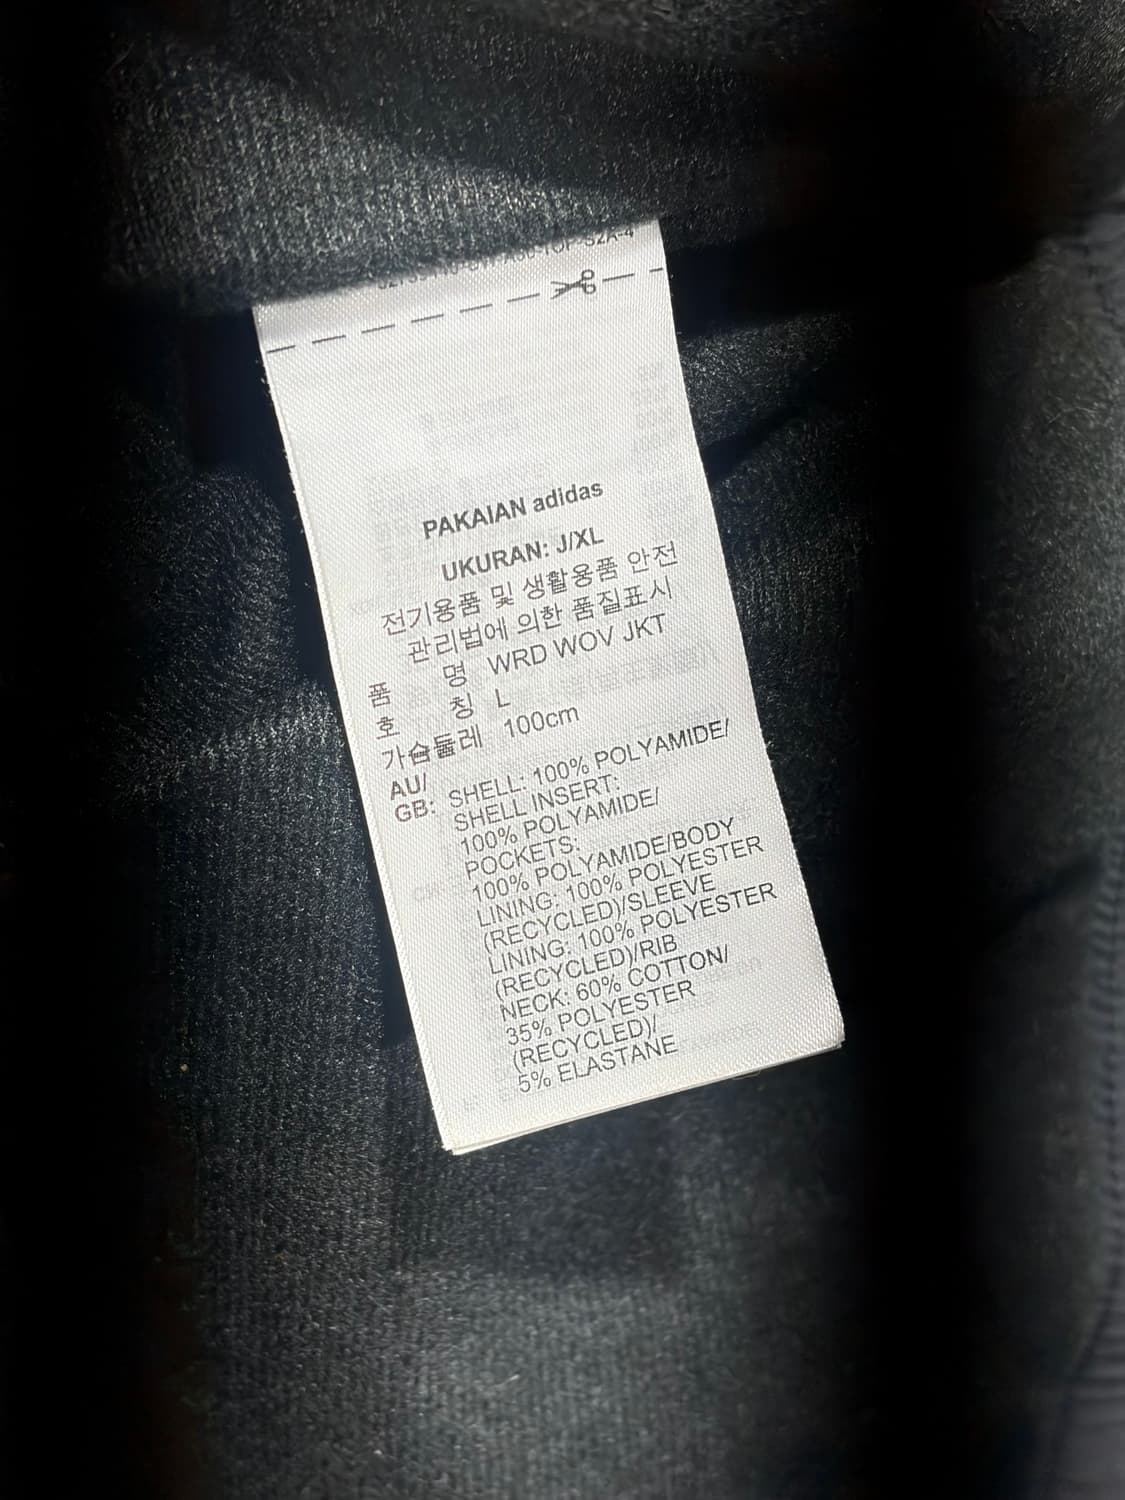 PAKAIAN adidas
UKURAN: J/XL
전기용품 및 생활용품 안전
관리법에 의한 품질표시
품 명 WRD WOV JKT
호 칭 L
가슴둘레 100cm
AU/
GB: SHELL: 100% POLYAMIDE/
SHELL INSERT:
100% POLYAMIDE/
POCKETS:
100% POLYAMIDE/BODY
LINING: 100% POLYESTER
(RECYCLED)/SLEEVE
LINING: 100% POLYESTER
(RECYCLED)/RIB
NECK: 60% COTTON/
35% POLYESTER
(RECYCLED)/
5% ELASTANE